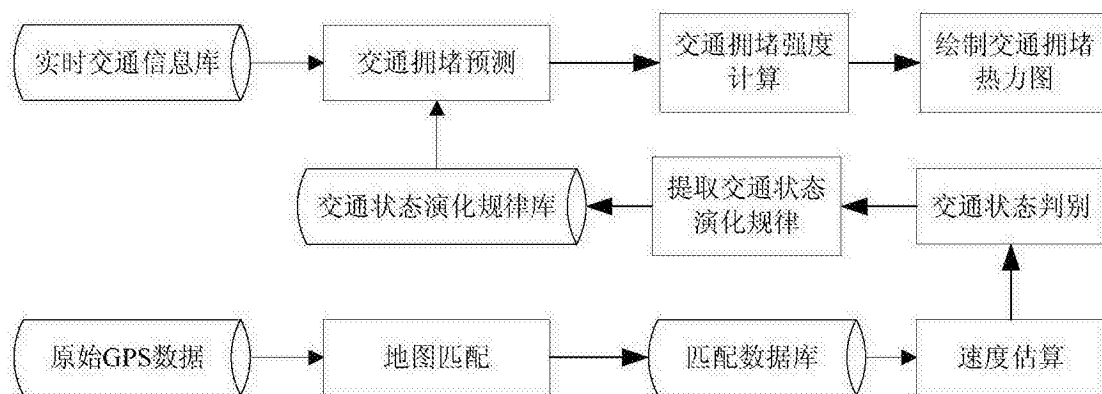 实时交通信息库
交通拥堵预测
交通拥堵强度
计算
绘制交通拥堵
热力图
交通状态演化规律库
提取交通状态
演化规律
交通状态判别
原始GPS数据
地图匹配
匹配数据库
速度估算